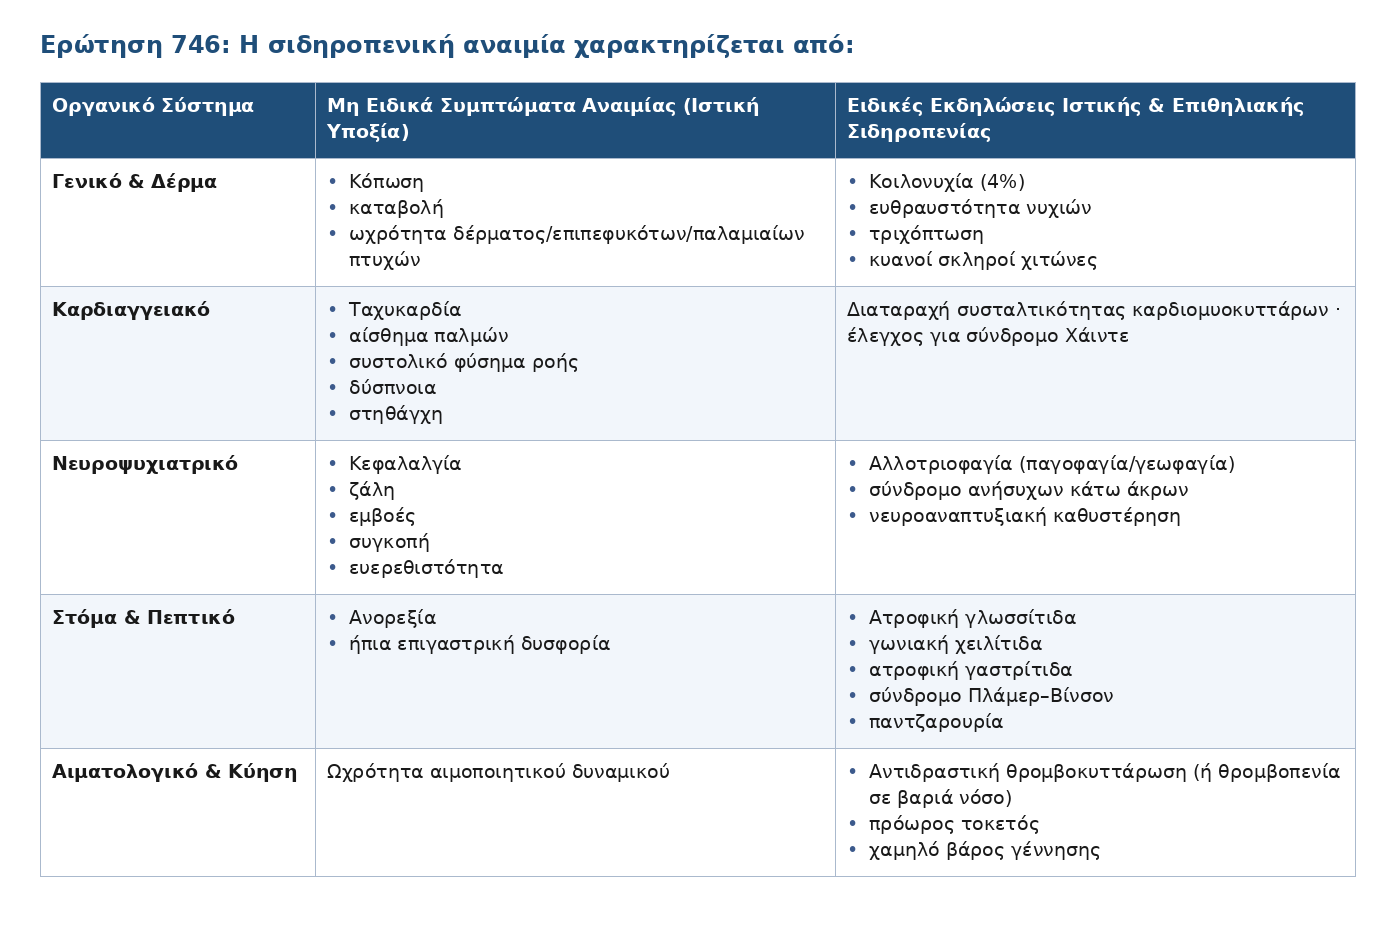 Ερώτηση 746: Η σιδηροπενική αναιμία χαρακτηρίζεται από:
Οργανικό Σύστημα
Μη Ειδικά Συμπτώματα Αναιμίας (Ιστική
Υποξία)
Ειδικές Εκδηλώσεις Ιστικής & Επιθηλιακής
Σιδηροπενίας
Γενικό & Δέρμα
• Κόπωση
• καταβολή
• ωχρότητα δέρματος/επιπεφυκότων/παλαμιαίων
πτυχών
• Κοιλονυχία (4%)
• ευθραυστότητα νυχιών
• τριχόπτωση
• κυανοί σκληροί χιτώνες
Καρδιαγγειακό
• Ταχυκαρδία
• αίσθημα παλμών
• συστολικό φύσημα ροής
• δύσπνοια
• στηθάγχη
Διαταραχή συσταλτικότητας καρδιομυοκυττάρων ·
έλεγχος για σύνδρομο Χάιντε
Νευροψυχιατρικό
• Κεφαλαλγία
• ζάλη
• εμβοές
• συγκοπή
• ευερεθιστότητα
• Αλλοτριοφαγία (παγοφαγία/γεωφαγία)
• σύνδρομο ανήσυχων κάτω άκρων
• νευροαναπτυξιακή καθυστέρηση
Στόμα & Πεπτικό
• Ανορεξία
• ήπια επιγαστρική δυσφορία
• Ατροφική γλωσσίτιδα
• γωνιακή χειλίτιδα
• ατροφική γαστρίτιδα
• σύνδρομο Πλάμερ–Βίνσον
• παντζαρουρία
Αιματολογικό & Κύηση
Ωχρότητα αιμοποιητικού δυναμικού
• Αντιδραστική θρομβοκυττάρωση (ή θρομβοπενία
σε βαριά νόσο)
• πρόωρος τοκετός
• χαμηλό βάρος γέννησης